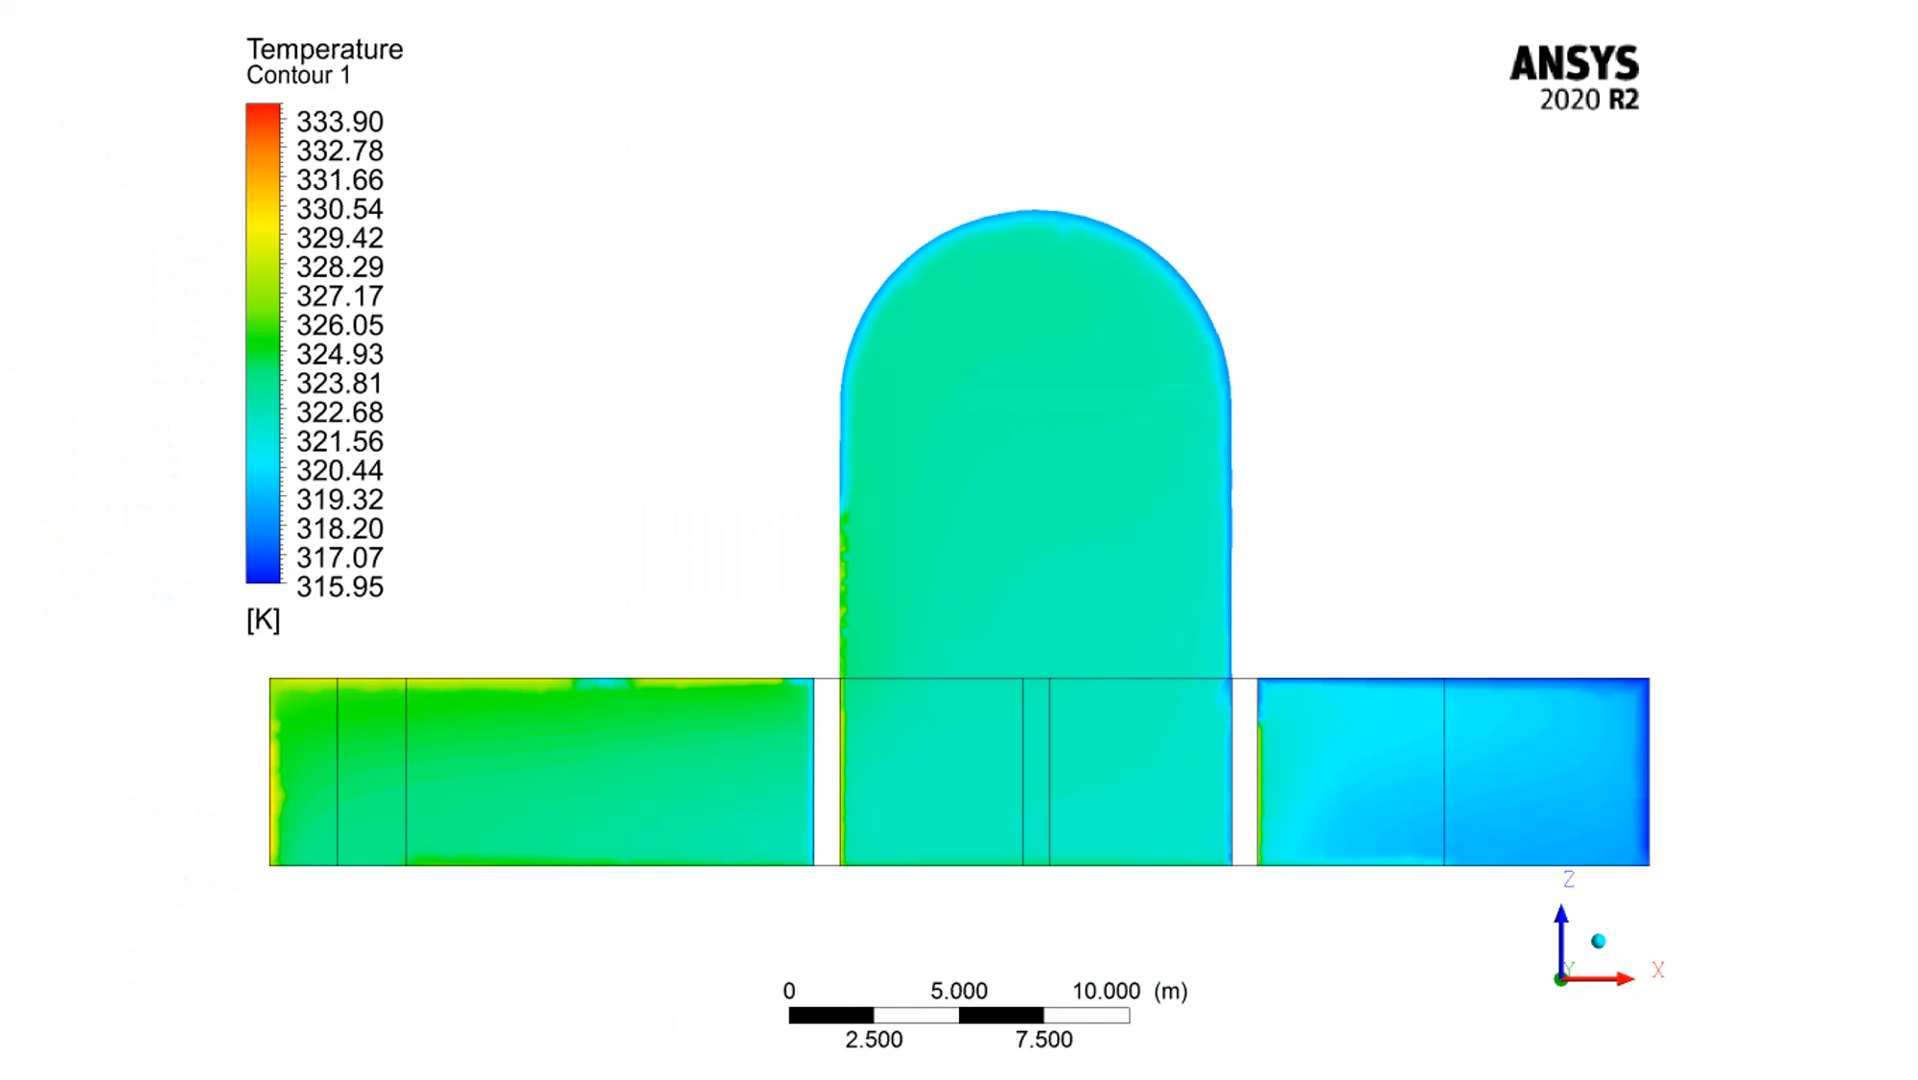 Temperature
Contour 1
333.90
332.78
331.66
330.54
329.42
328.29
327.17
326.05
324.93
323.81
322.68
321.56
320.44
319.32
318.20
317.07
315.95
[K]
ANSYS
2020 R2
Z
Y
X
0 5.000 10.000 (m)
2.500 7.500